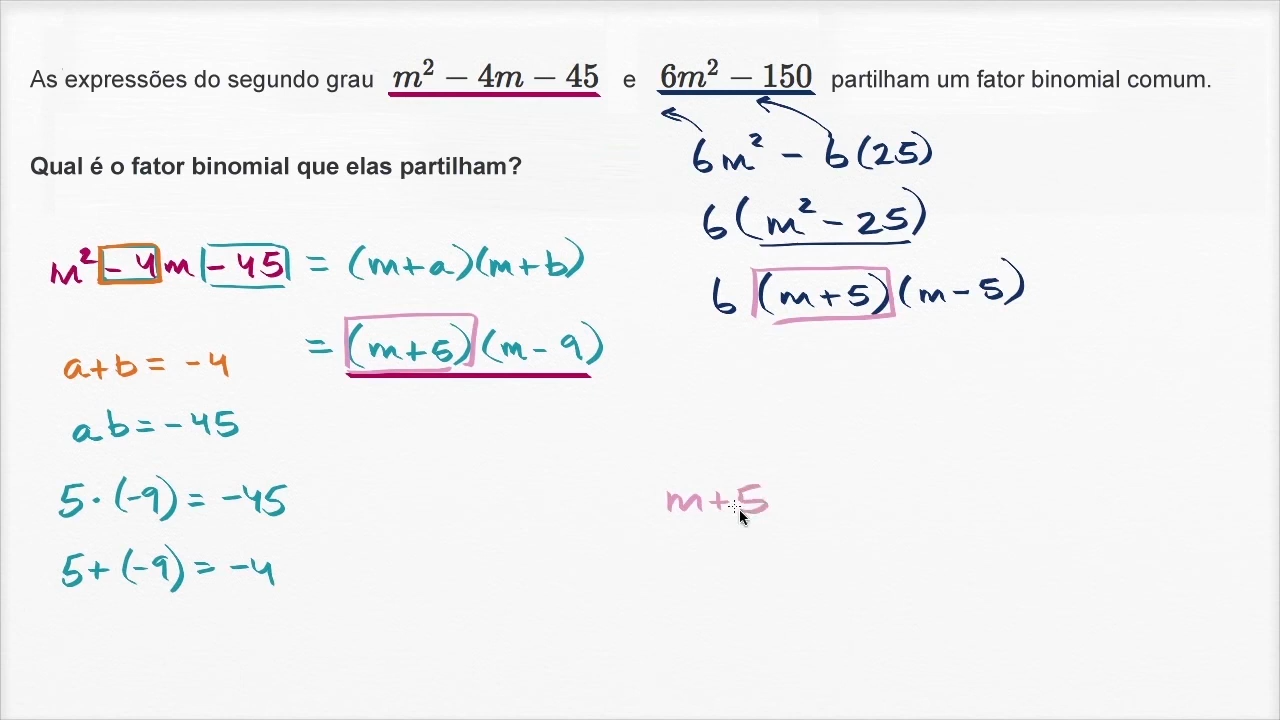 As expressões do segundo grau m² − 4m − 45 e 6m² − 150 partilham um fator binomial comum.
6m² − 6(25)
Qual é o fator binomial que elas partilham?
6(m² − 25)
m² − 4m − 45 = (m+a)(m+b)
6 (m+5)(m−5)
= (m+5)(m−9)
a+b = −4
ab = −45
5·(−9) = −45
m+5
5+(−9) = −4